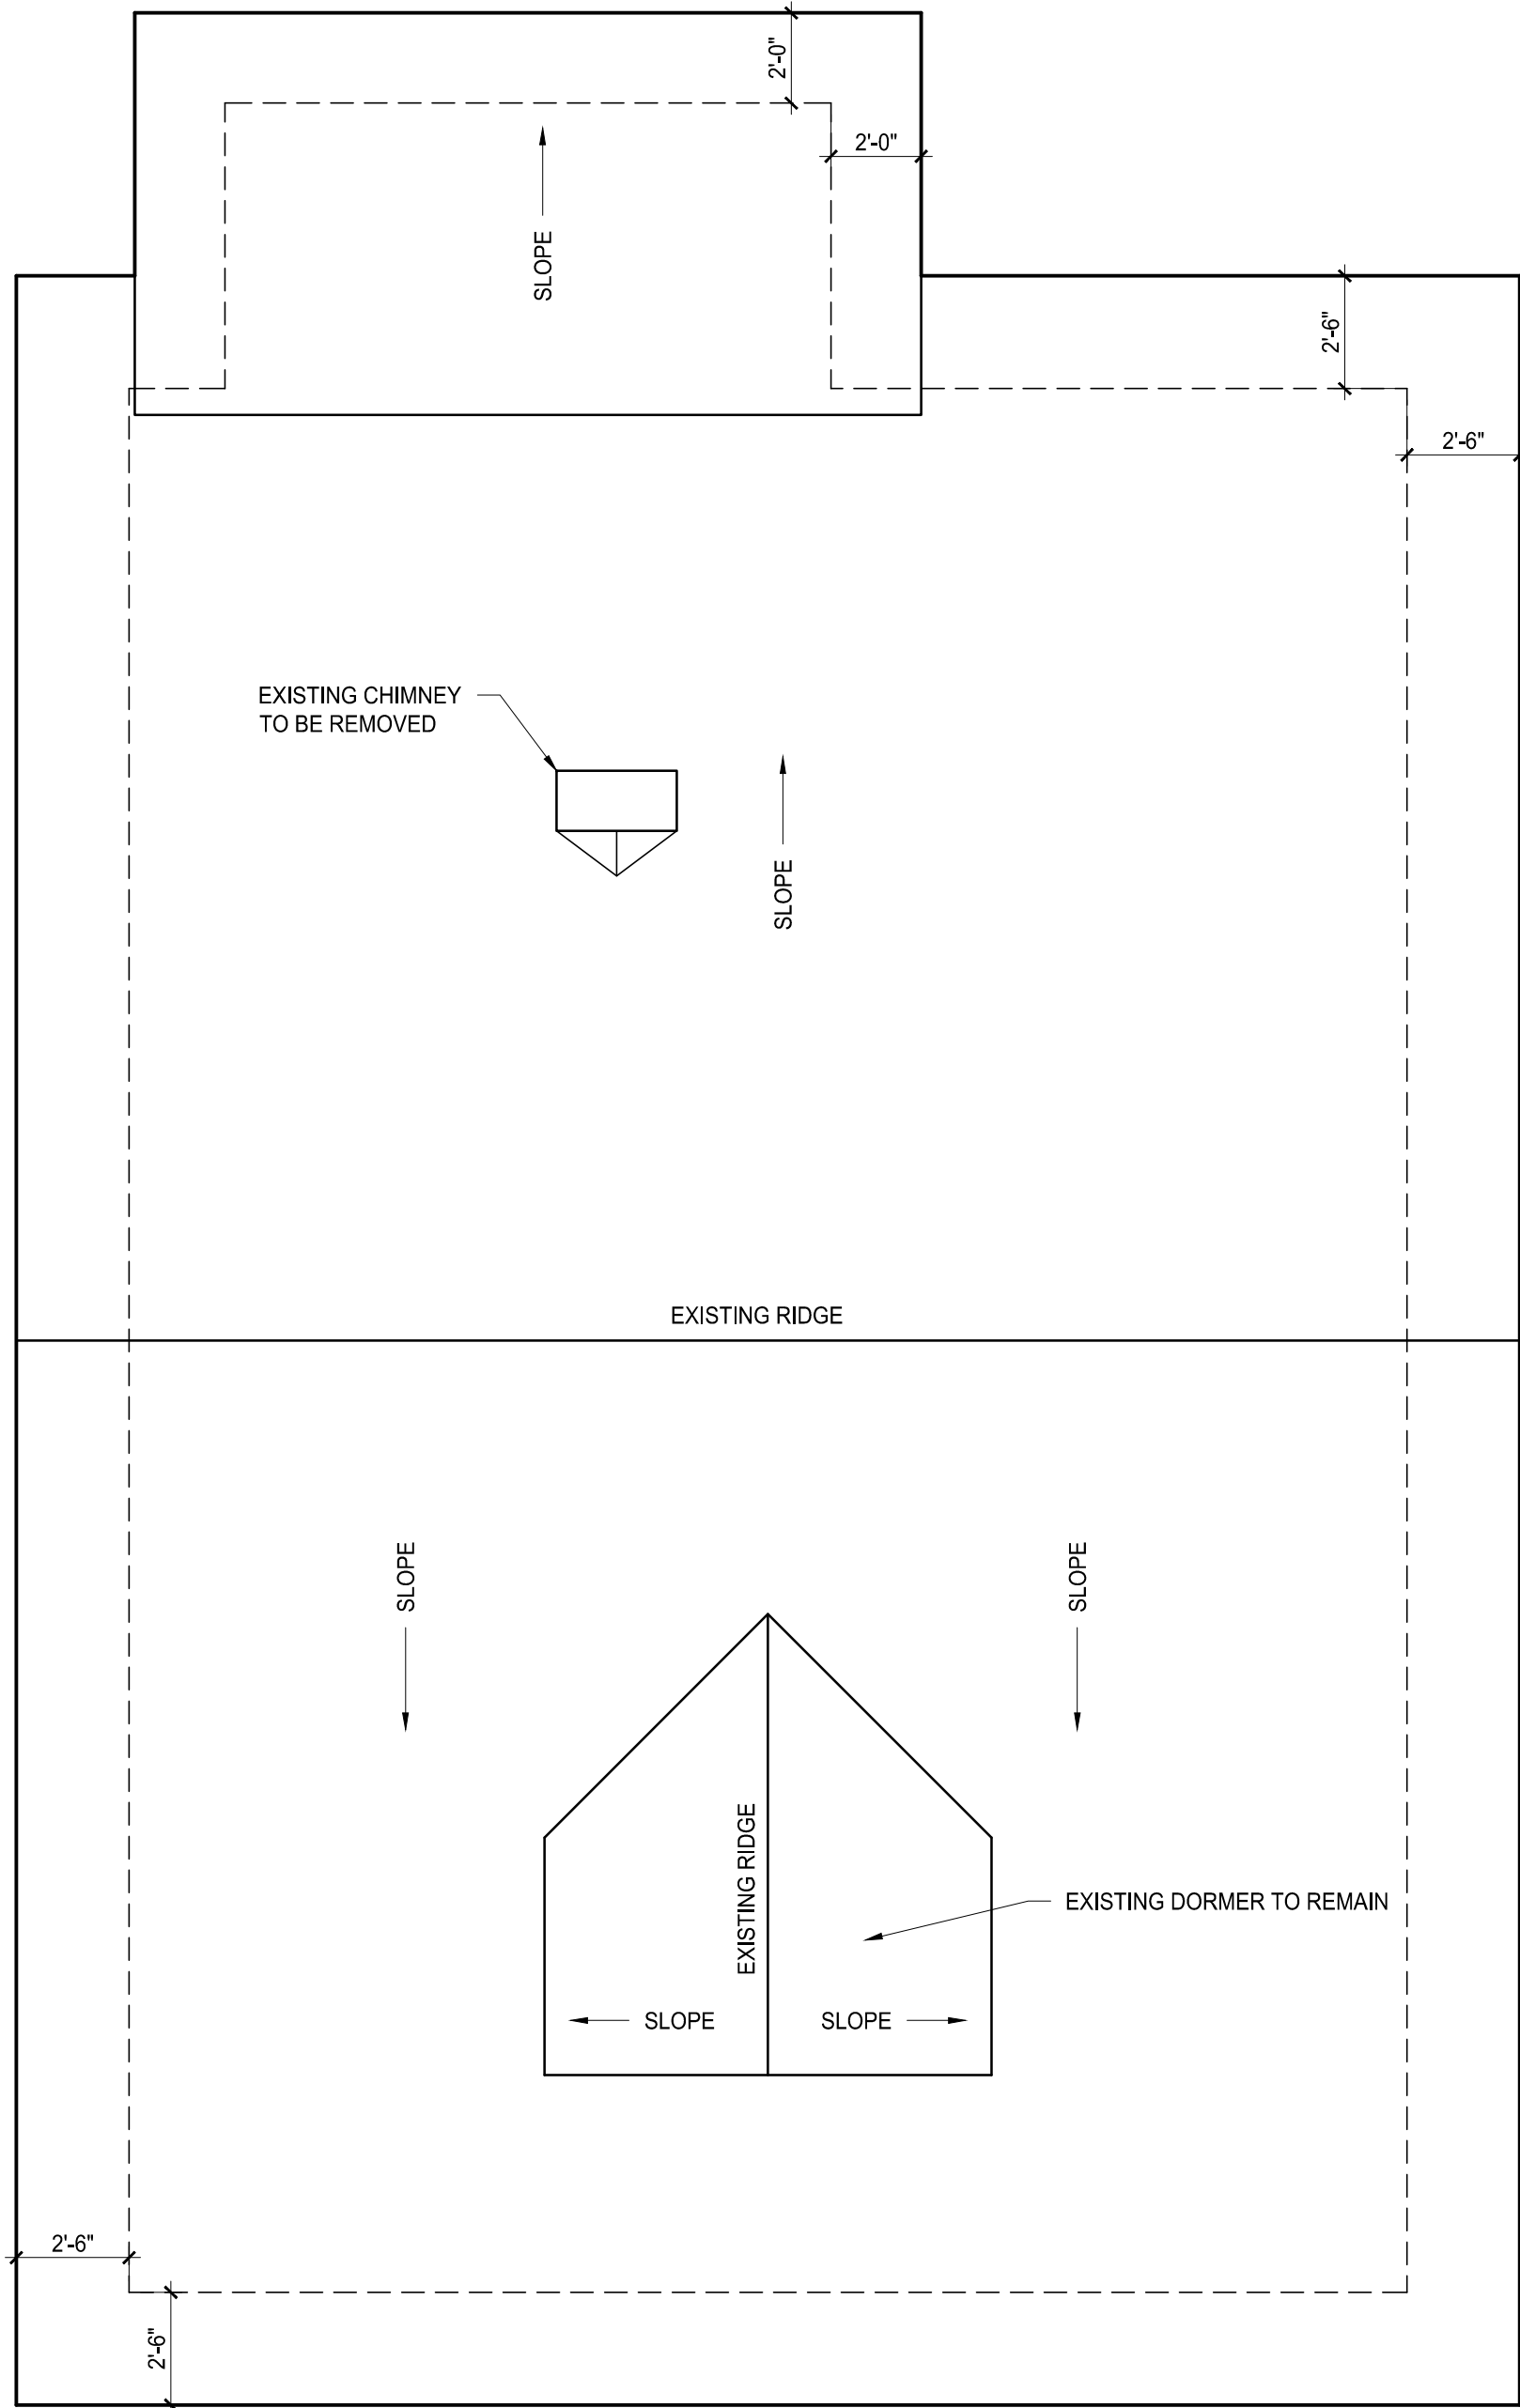 2'-0"
2'-0"
SLOPE
2'-6"
2'-6"
EXISTING CHIMNEY
TO BE REMOVED
SLOPE
EXISTING RIDGE
SLOPE
SLOPE
EXISTING RIDGE
EXISTING DORMER TO REMAIN
SLOPE
SLOPE
2'-6"
2'-6"